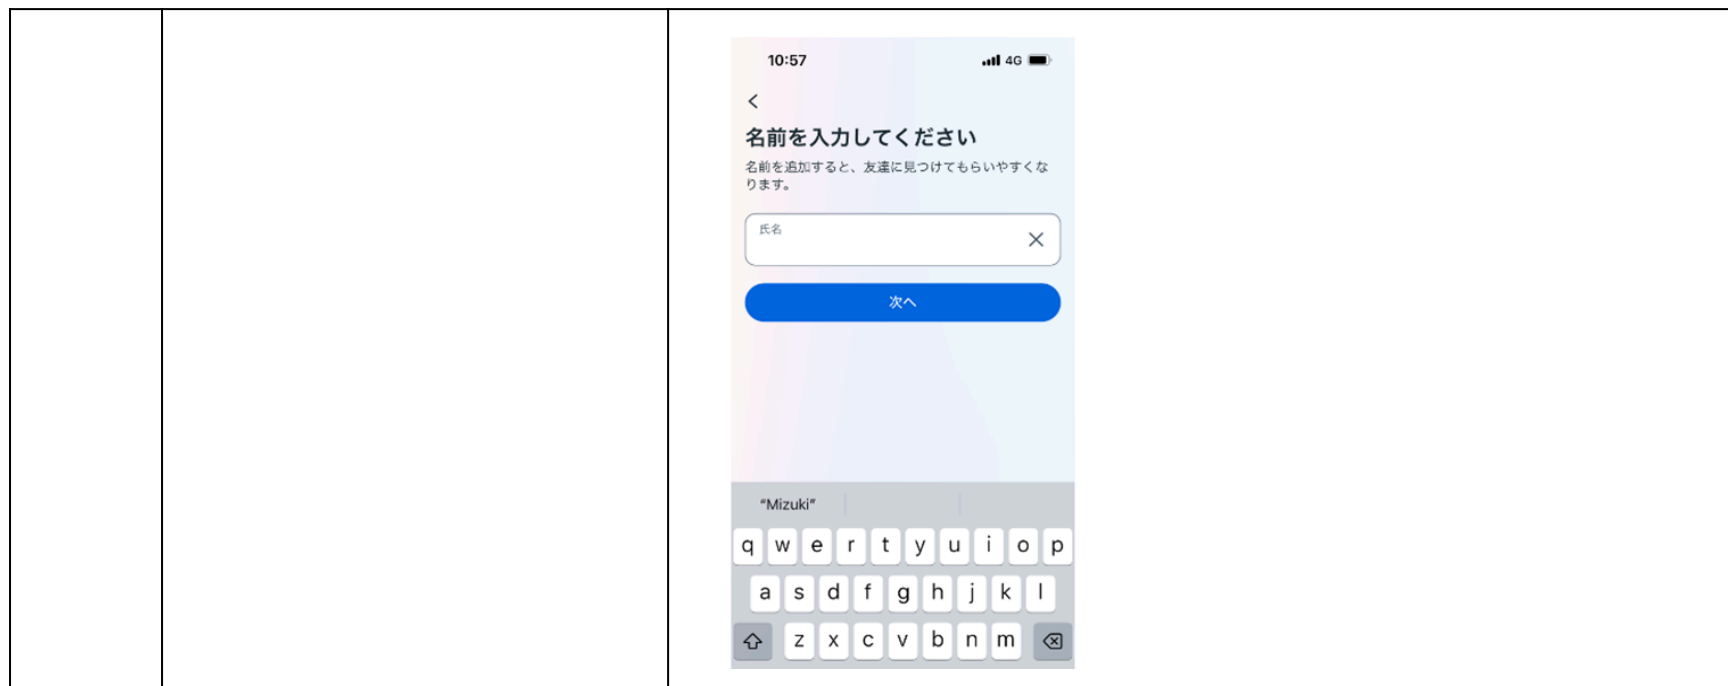 10:57
4G
名前を入力してください
名前を追加すると、友達に見つけてもらいやすくな
ります。
氏名
次へ
“Mizuki”
q w e r t y u i o p
a s d f g h j k l
z x c v b n m